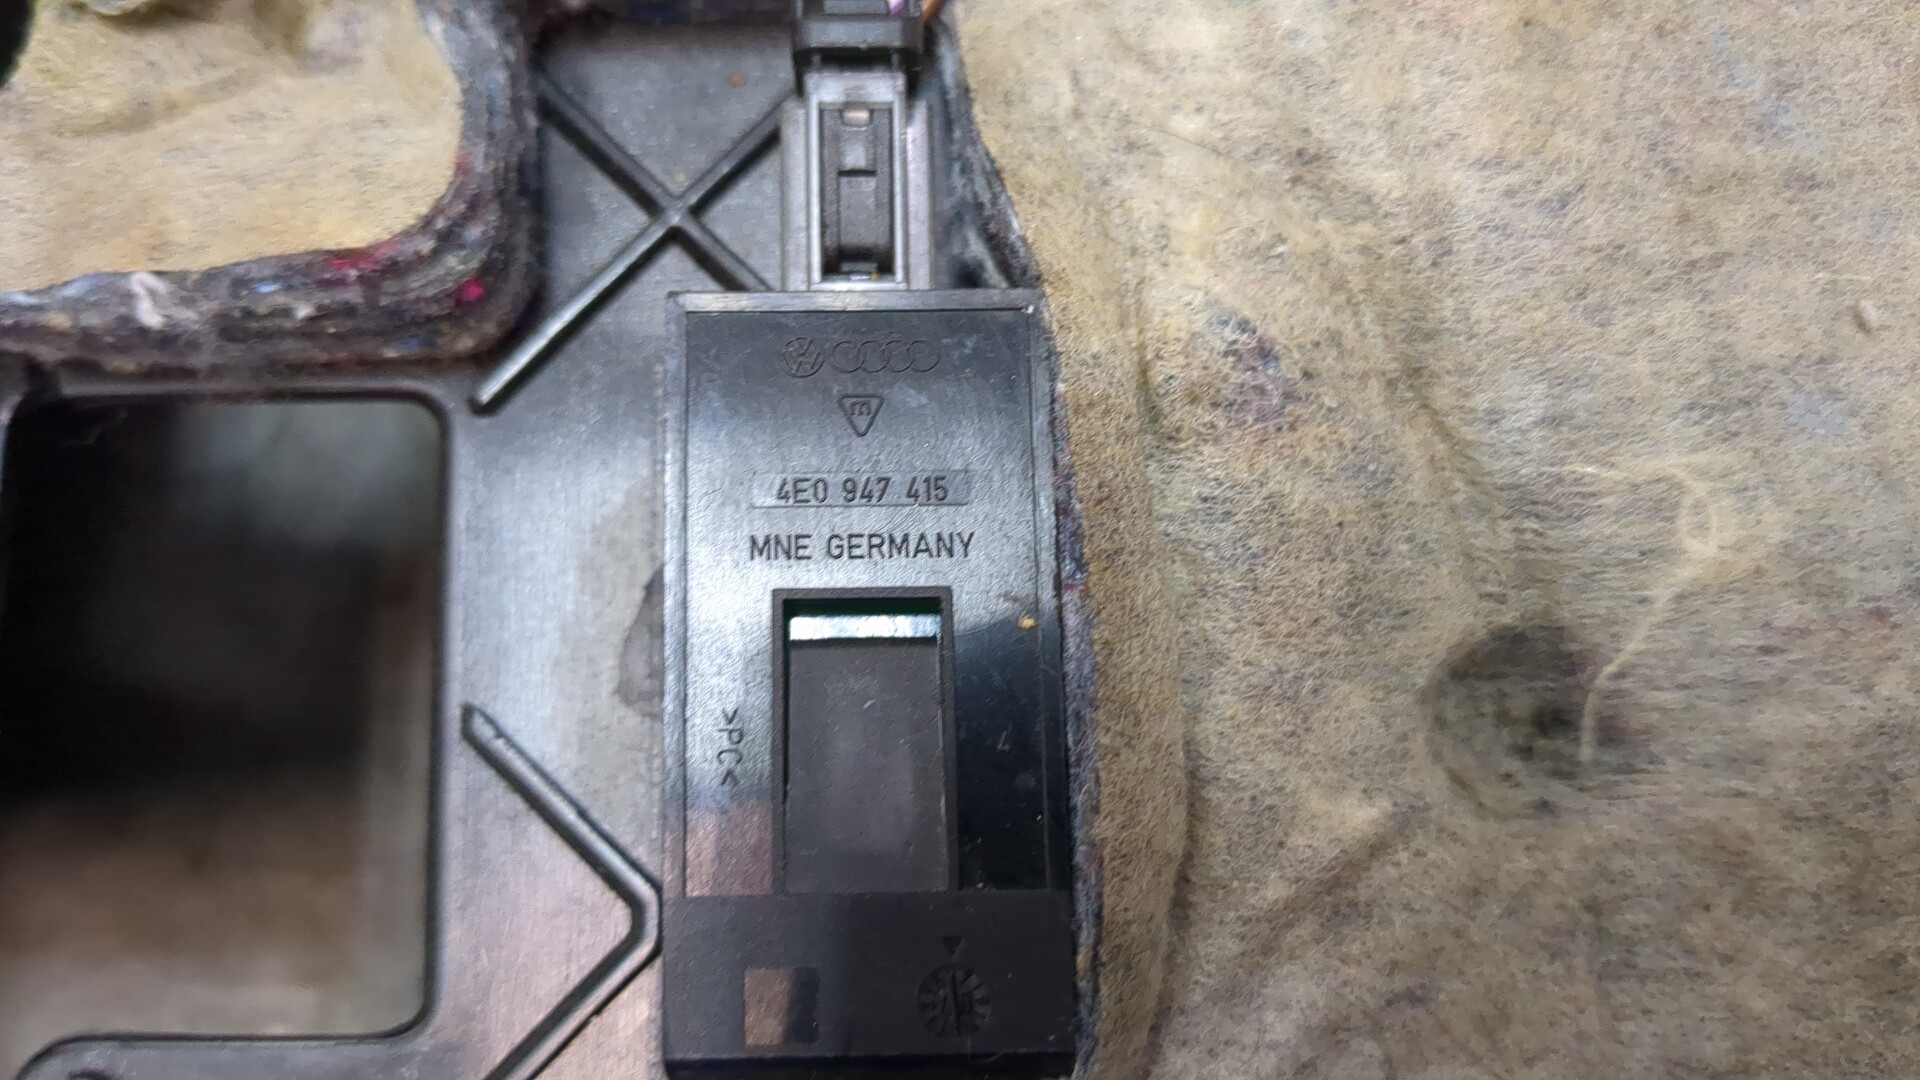 m
4E0 947 415
MNE GERMANY
>PC<